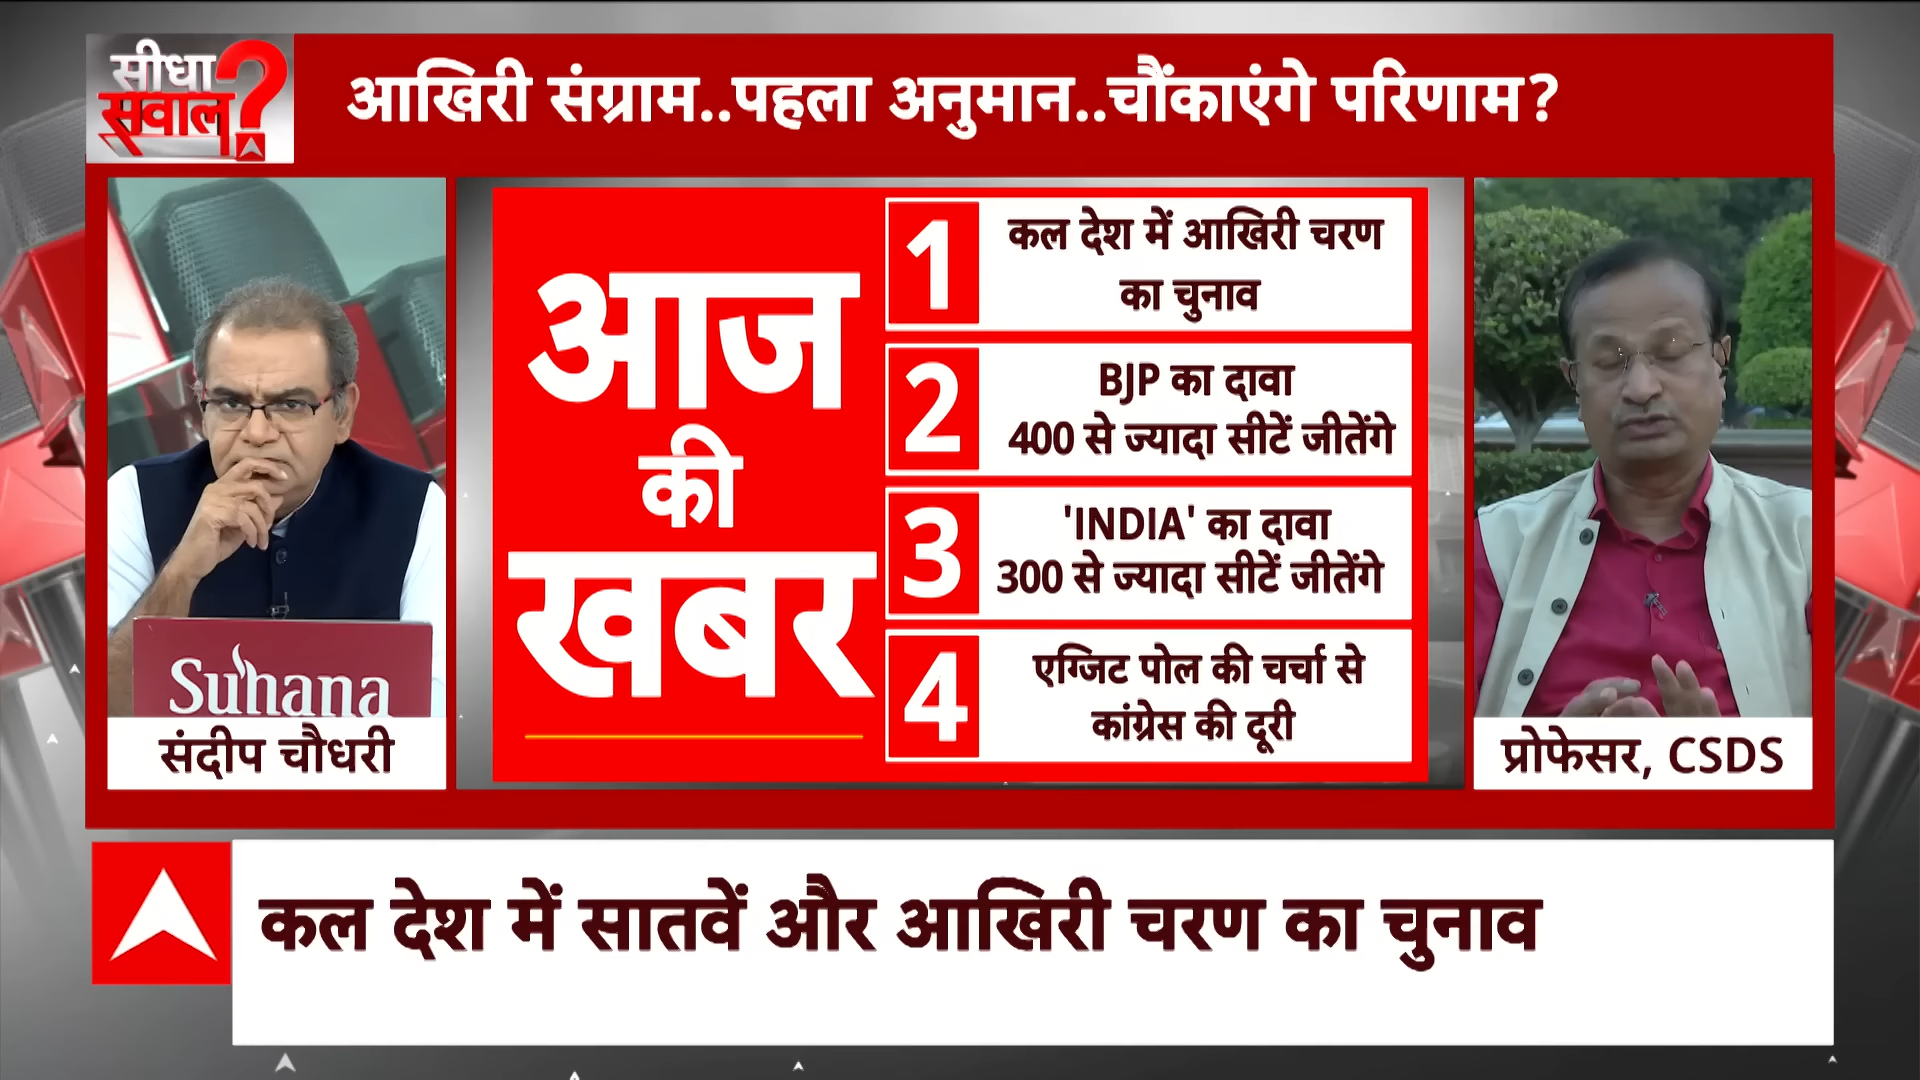 सीधा
सवाल
आखिरी संग्राम..पहला अनुमान..चौंकाएंगे परिणाम?
आज
की
खबर
1
कल देश में आखिरी चरण
का चुनाव
2
BJP का दावा
400 से ज्यादा सीटें जीतेंगे
3
'INDIA' का दावा
300 से ज्यादा सीटें जीतेंगे
4
एग्जिट पोल की चर्चा से
कांग्रेस की दूरी
Suhana
संदीप चौधरी
प्रोफेसर, CSDS
कल देश में सातवें और आखिरी चरण का चुनाव